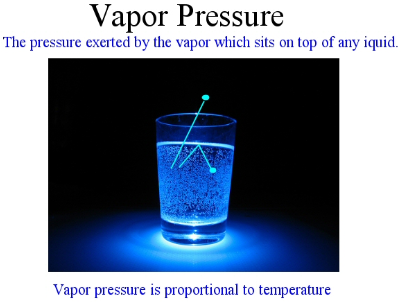 Vapor Pressure
The pressure exerted by the vapor which sits on top of any iquid.
Vapor pressure is proportional to temperature